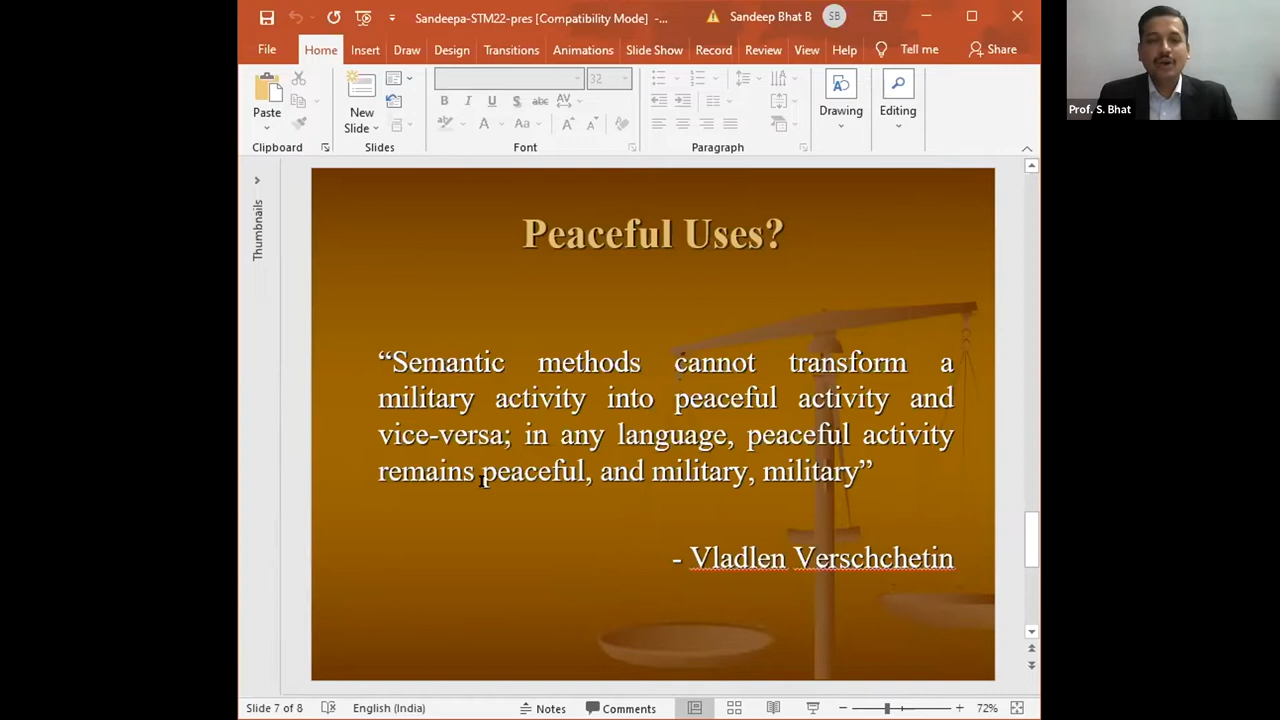 Sandeepa-STM22-pres [Compatibility Mode] -...
Sandeep Bhat B
SB
File
Home
Insert
Draw
Design
Transitions
Animations
Slide Show
Record
Review
View
Help
Tell me
Share
32
Paste
New
Slide
Drawing
Editing
Clipboard
Slides
Font
Paragraph
Thumbnails
Prof. S. Bhat
Peaceful Uses?
“Semantic methods cannot transform a
military activity into peaceful activity and
vice-versa; in any language, peaceful activity
remains peaceful, and military, military”
- Vladlen Verschchetin
Slide 7 of 8
English (India)
Notes
Comments
72%